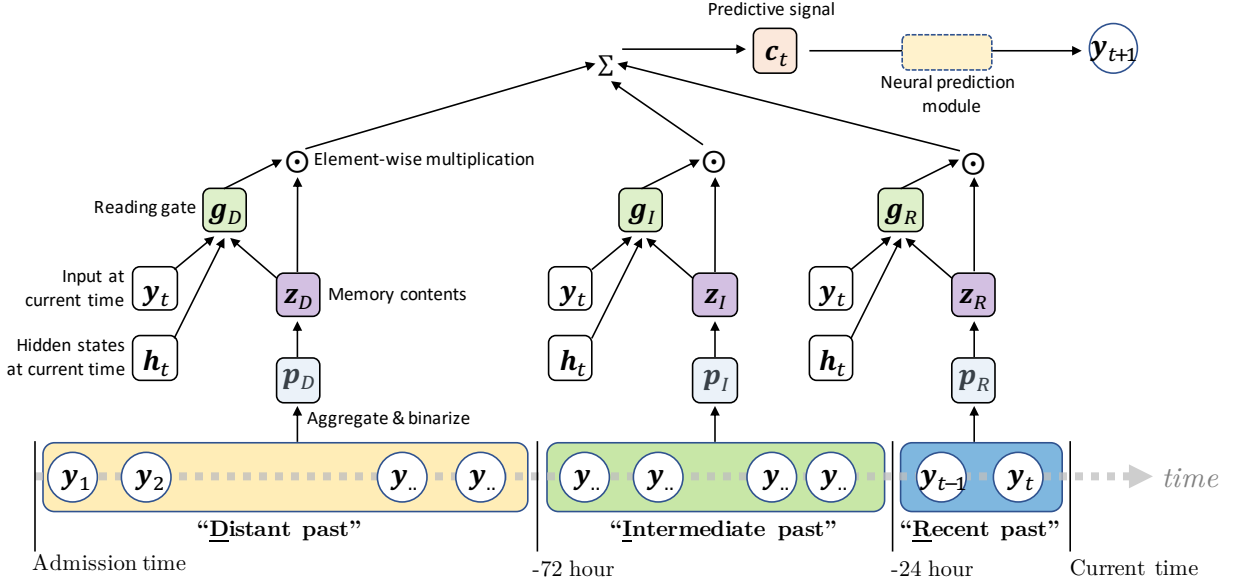 Predictive signal
c_t
y_{t+1}
Neural prediction
module
Σ
⊙ Element-wise multiplication
⊙
⊙
Reading gate
g_D
g_I
g_R
Input at
current time
y_t
z_D
Memory contents
y_t
z_I
y_t
z_R
Hidden states
at current time
h_t
p_D
h_t
p_I
h_t
p_R
Aggregate & binarize
y_1 y_2 y_.. y_.. y_.. y_.. y_.. y_.. y_{t-1} y_t time
“Distant past” “Intermediate past” “Recent past”
Admission time -72 hour -24 hour Current time